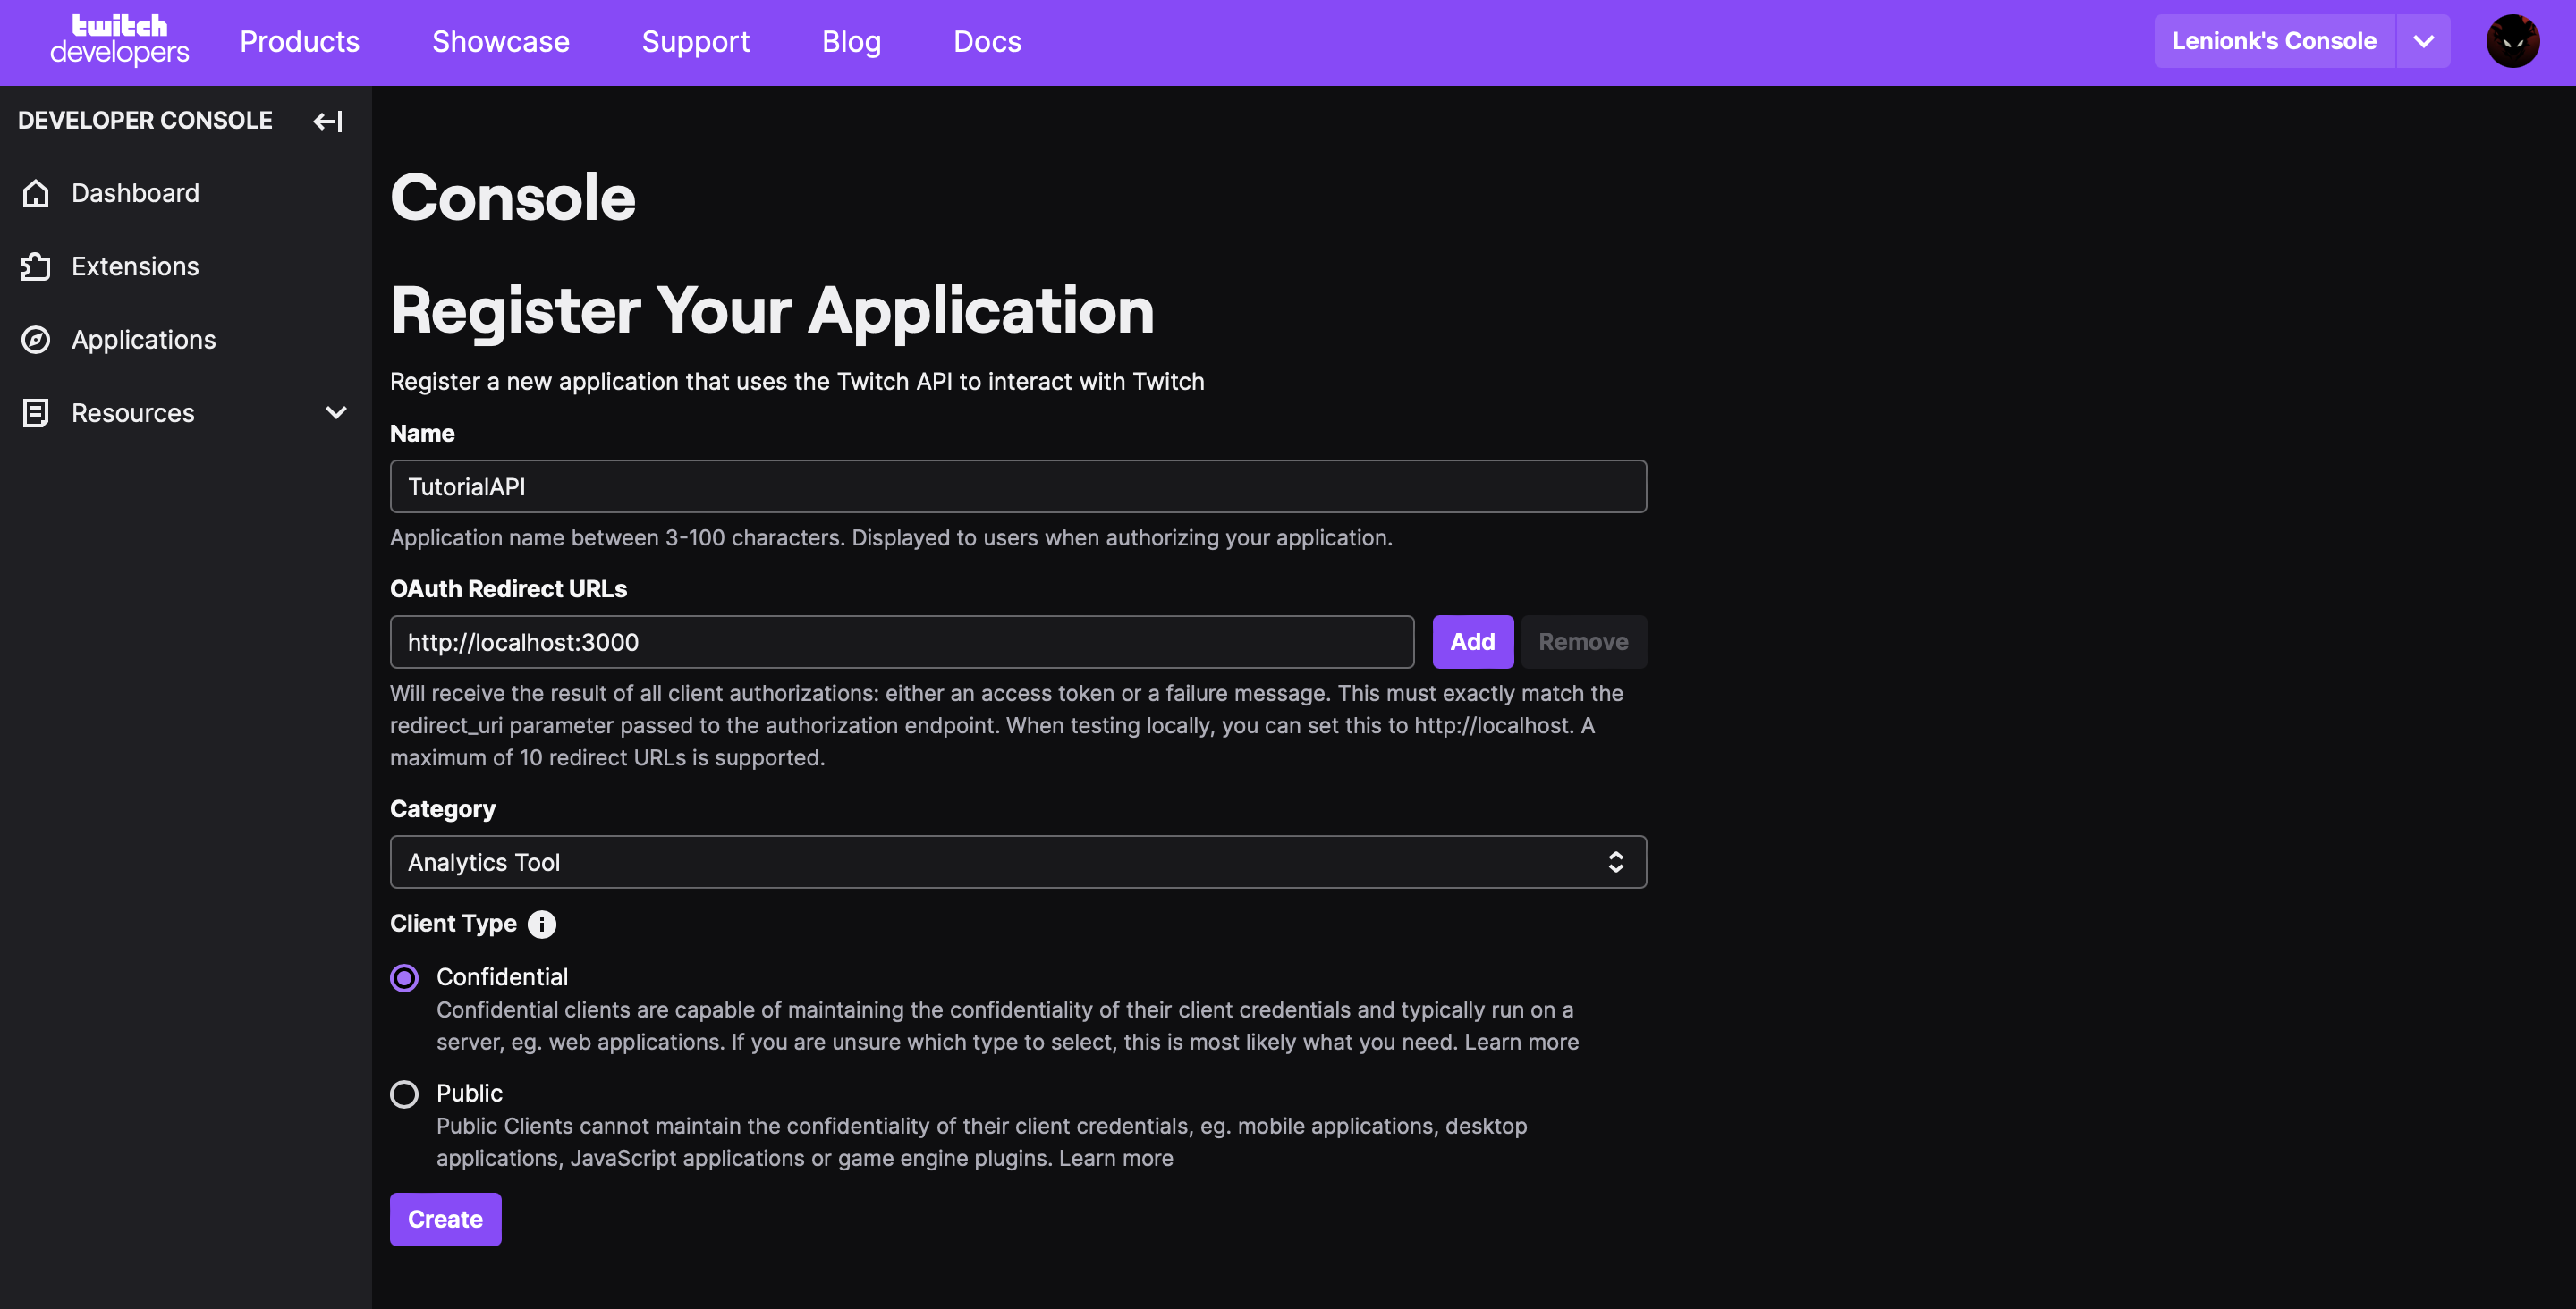 twitch
developers
Products
Showcase
Support
Blog
Docs
Lenionk's Console
DEVELOPER CONSOLE
Dashboard
Extensions
Applications
Resources
Console
Register Your Application
Register a new application that uses the Twitch API to interact with Twitch
Name
TutorialAPI
Application name between 3-100 characters. Displayed to users when authorizing your application.
OAuth Redirect URLs
http://localhost:3000
Add
Remove
Will receive the result of all client authorizations: either an access token or a failure message. This must exactly match the
redirect_uri parameter passed to the authorization endpoint. When testing locally, you can set this to http://localhost. A
maximum of 10 redirect URLs is supported.
Category
Analytics Tool
Client Type
Confidential
Confidential clients are capable of maintaining the confidentiality of their client credentials and typically run on a
server, eg. web applications. If you are unsure which type to select, this is most likely what you need. Learn more
Public
Public Clients cannot maintain the confidentiality of their client credentials, eg. mobile applications, desktop
applications, JavaScript applications or game engine plugins. Learn more
Create